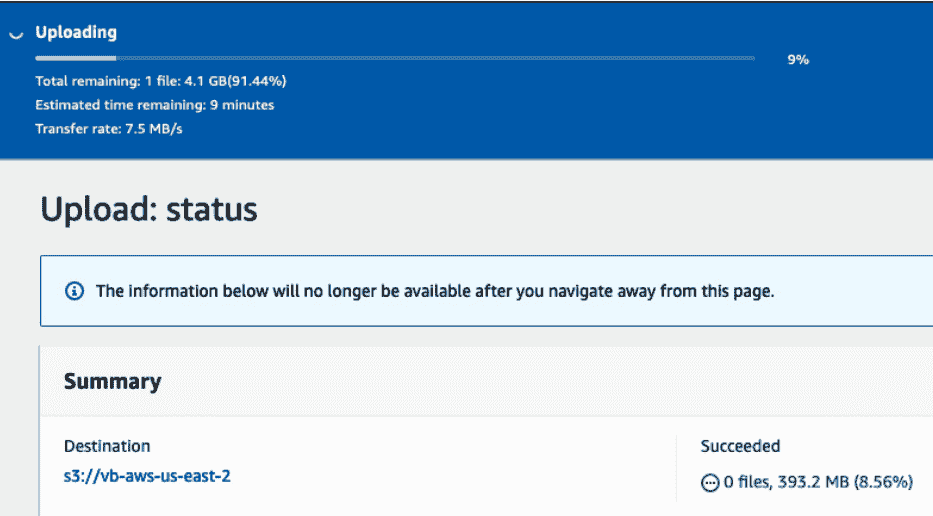 Uploading
9%
Total remaining: 1 file: 4.1 GB(91.44%)
Estimated time remaining: 9 minutes
Transfer rate: 7.5 MB/s
Upload: status
The information below will no longer be available after you navigate away from this page.
Summary
Destination
s3://vb-aws-us-east-2
Succeeded
0 files, 393.2 MB (8.56%)